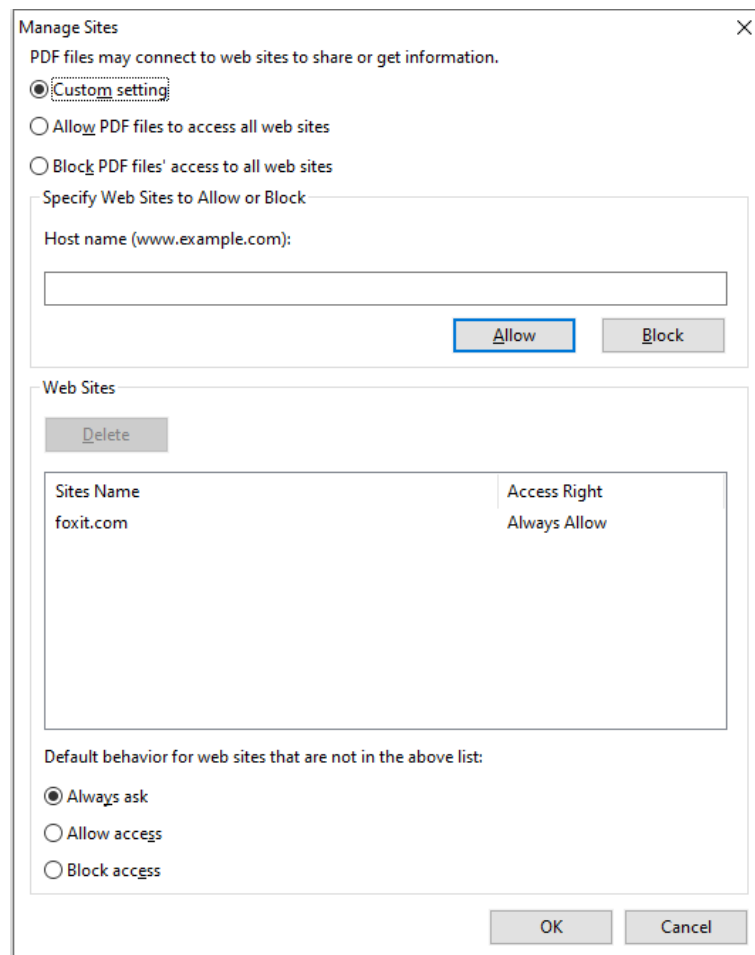 Manage Sites
PDF files may connect to web sites to share or get information.
Custom setting
Allow PDF files to access all web sites
Block PDF files' access to all web sites
Specify Web Sites to Allow or Block
Host name (www.example.com):
Allow Block
Web Sites
Delete
Sites Name Access Right
foxit.com Always Allow
Default behavior for web sites that are not in the above list:
Always ask
Allow access
Block access
OK Cancel